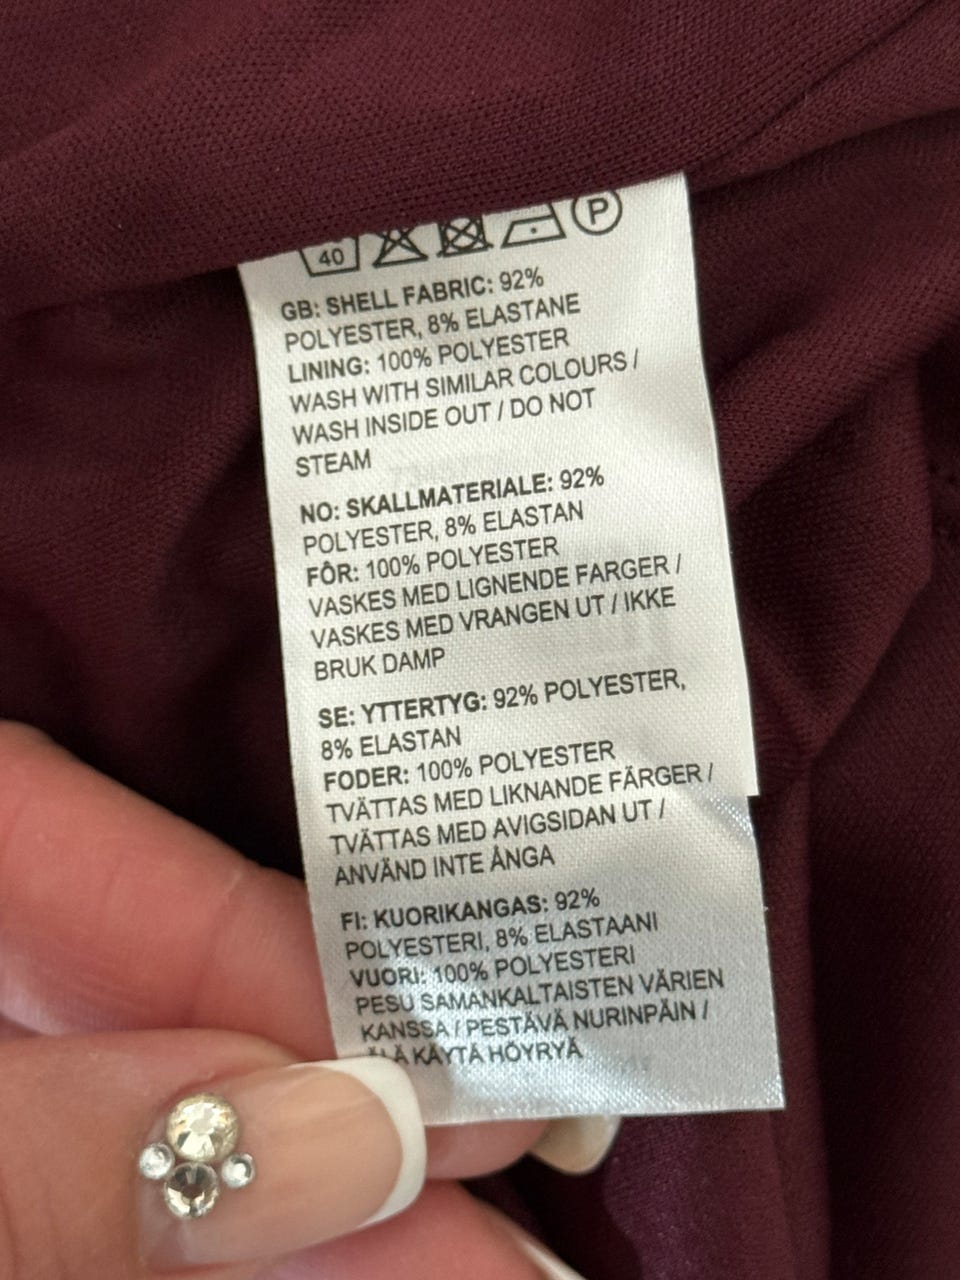 40 P
GB: SHELL FABRIC: 92%
POLYESTER, 8% ELASTANE
LINING: 100% POLYESTER
WASH WITH SIMILAR COLOURS /
WASH INSIDE OUT / DO NOT
STEAM
NO: SKALLMATERIALE: 92%
POLYESTER, 8% ELASTAN
FÔR: 100% POLYESTER
VASKES MED LIGNENDE FARGER /
VASKES MED VRANGEN UT / IKKE
BRUK DAMP
SE: YTTERTYG: 92% POLYESTER,
8% ELASTAN
FODER: 100% POLYESTER
TVÄTTAS MED LIKNANDE FÄRGER /
TVÄTTAS MED AVIGSIDAN UT /
ANVÄND INTE ÅNGA
FI: KUORIKANGAS: 92%
POLYESTERI, 8% ELASTAANI
VUORI: 100% POLYESTERI
PESU SAMANKALTAISTEN VÄRIEN
KANSSA / PESTÄVÄ NURINPÄIN /
ÄLÄ KÄYTÄ HÖYRYÄ